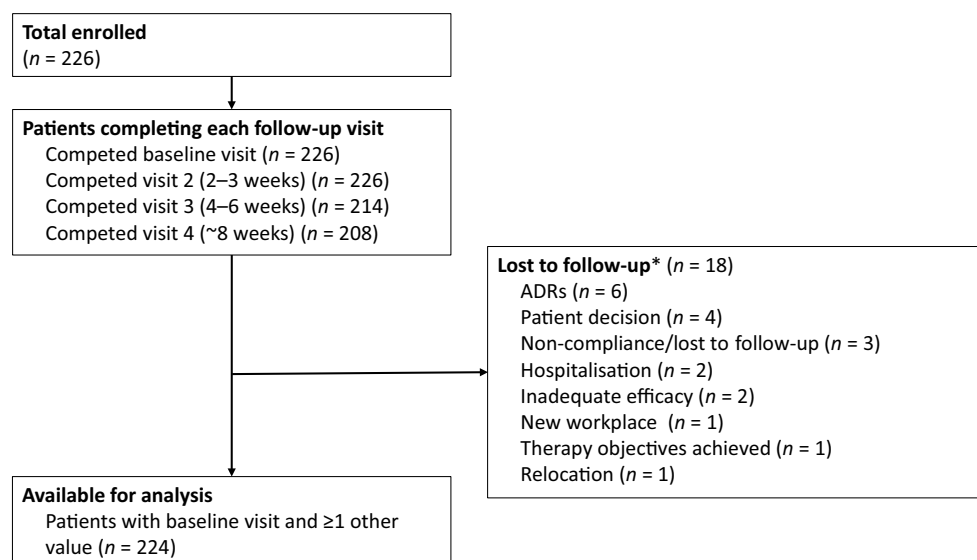 Total enrolled
(n = 226)
Patients completing each follow-up visit
Competed baseline visit (n = 226)
Competed visit 2 (2–3 weeks) (n = 226)
Competed visit 3 (4–6 weeks) (n = 214)
Competed visit 4 (~8 weeks) (n = 208)
Lost to follow-up* (n = 18)
ADRs (n = 6)
Patient decision (n = 4)
Non-compliance/lost to follow-up (n = 3)
Hospitalisation (n = 2)
Inadequate efficacy (n = 2)
New workplace (n = 1)
Therapy objectives achieved (n = 1)
Relocation (n = 1)
Available for analysis
Patients with baseline visit and ≥1 other
value (n = 224)